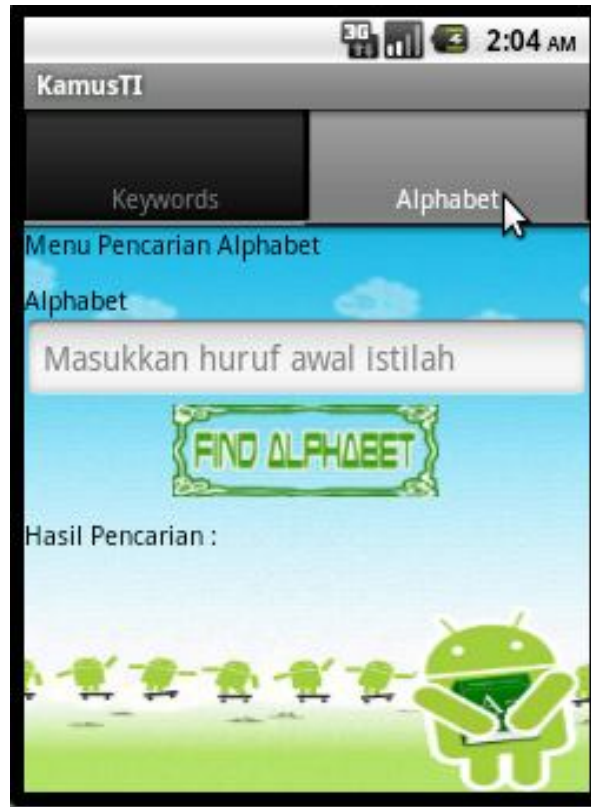 3G 2:04 AM
KamusTI
Keywords Alphabet
Menu Pencarian Alphabet
Alphabet
Masukkan huruf awal istilah
FIND ALPHABET
Hasil Pencarian :